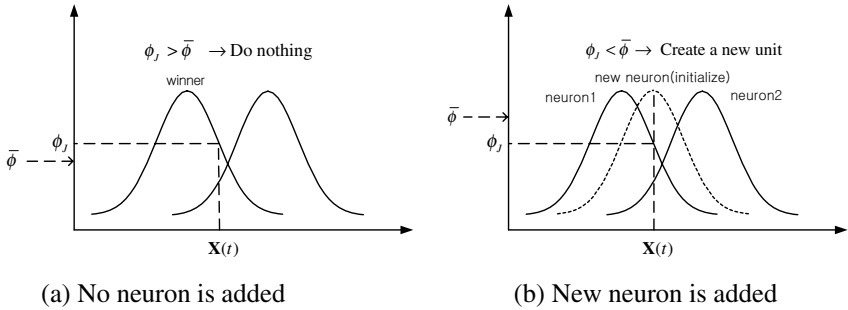 ϕ_J > ϕ̄ → Do nothing
winner
ϕ_J
ϕ̄
X(t)
(a) No neuron is added
ϕ_J < ϕ̄ → Create a new unit
new neuron(initialize)
neuron1
neuron2
ϕ̄
ϕ_J
X(t)
(b) New neuron is added